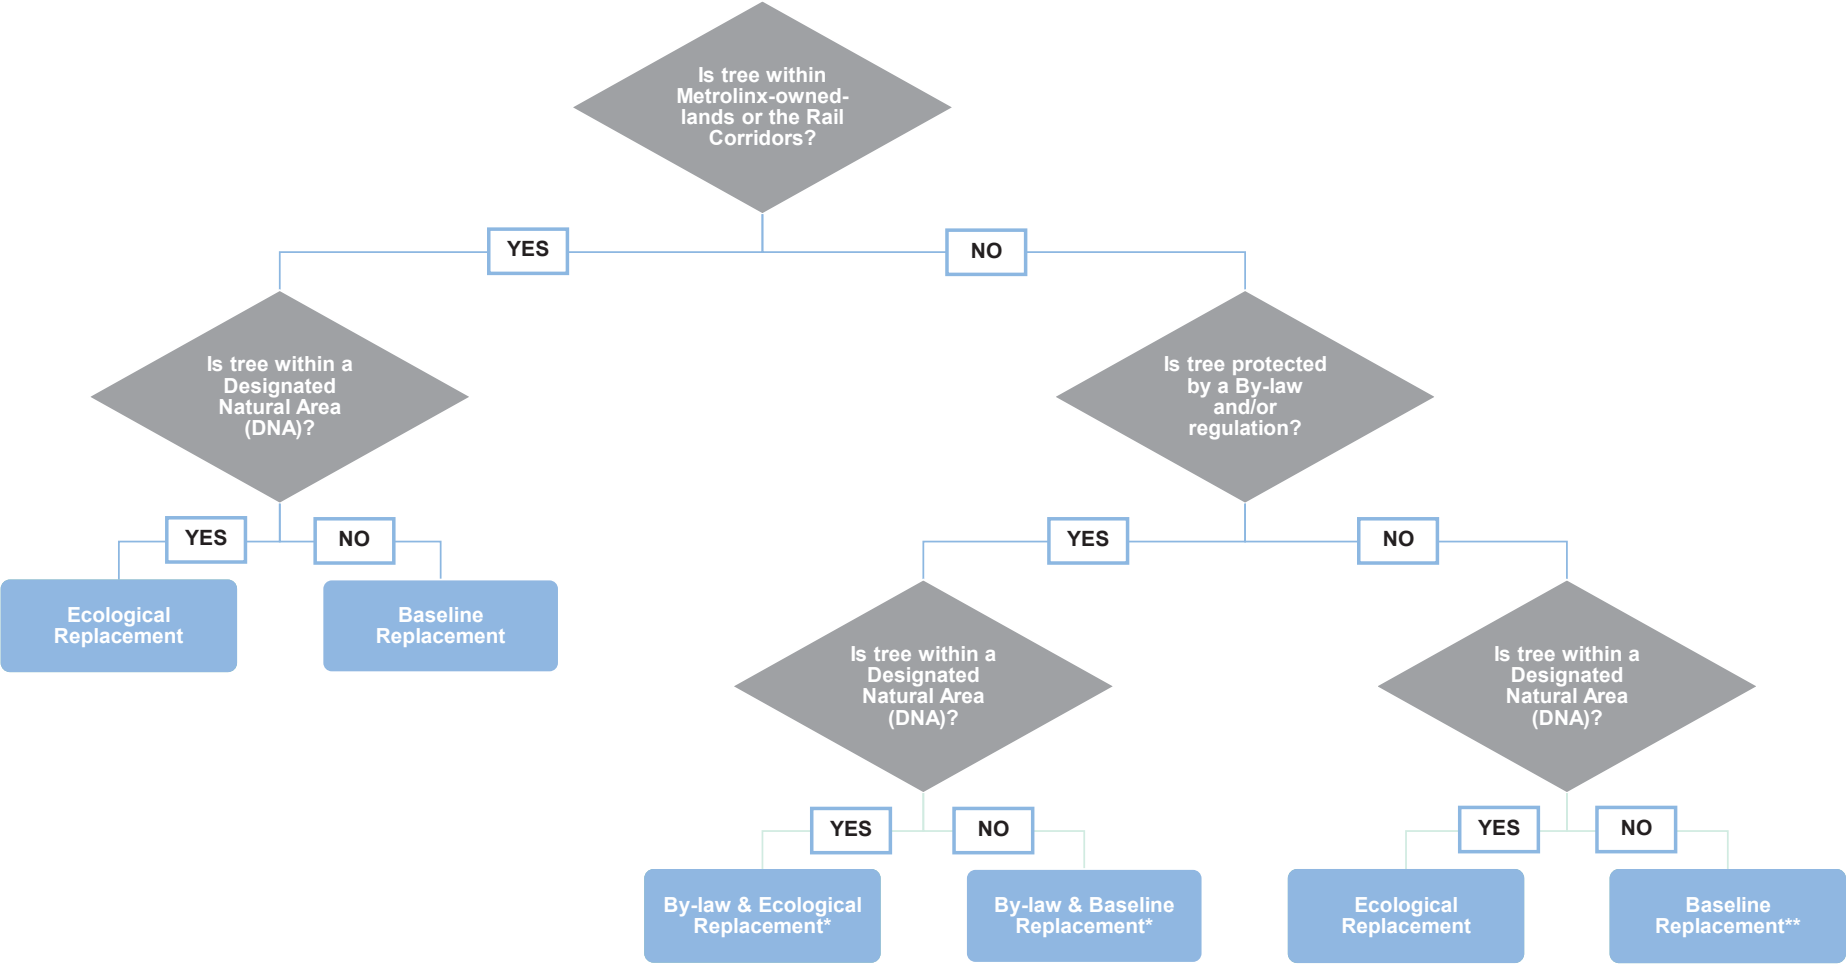 Is tree within
Metrolinx-owned-
lands or the Rail
Corridors?
YES
NO
Is tree within a
Designated
Natural Area
(DNA)?
Is tree protected
by a By-law
and/or
regulation?
YES
NO
YES
NO
Ecological
Replacement
Baseline
Replacement
Is tree within a
Designated
Natural Area
(DNA)?
Is tree within a
Designated
Natural Area
(DNA)?
YES
NO
YES
NO
By-law & Ecological
Replacement*
By-law & Baseline
Replacement*
Ecological
Replacement
Baseline
Replacement**